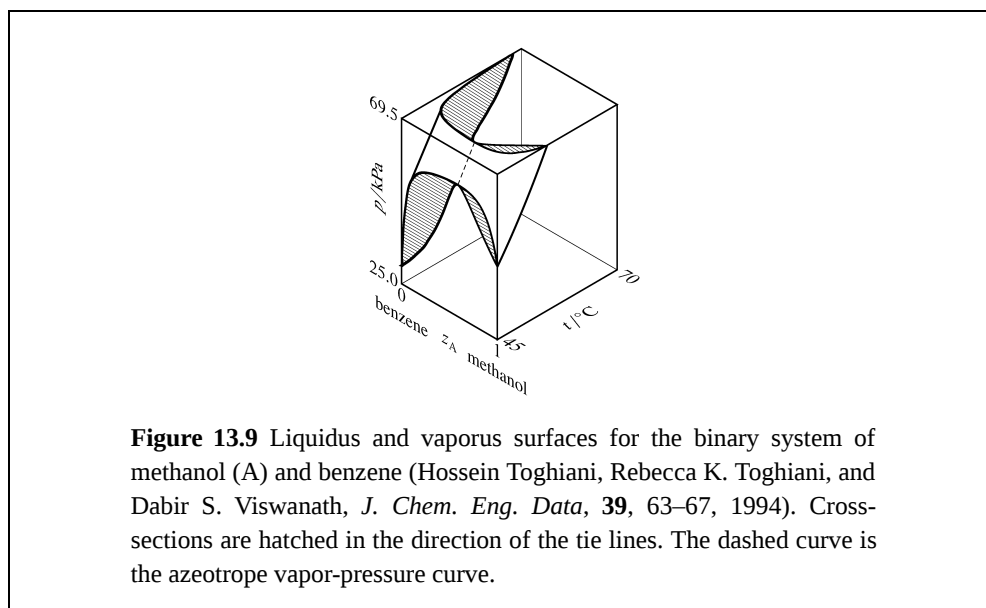 69.5
p/kPa
25.0
0
benzene zA methanol
1
45
t/°C
70
Figure 13.9 Liquidus and vaporus surfaces for the binary system of
methanol (A) and benzene (Hossein Toghiani, Rebecca K. Toghiani, and
Dabir S. Viswanath, J. Chem. Eng. Data, 39, 63–67, 1994). Cross-
sections are hatched in the direction of the tie lines. The dashed curve is
the azeotrope vapor-pressure curve.